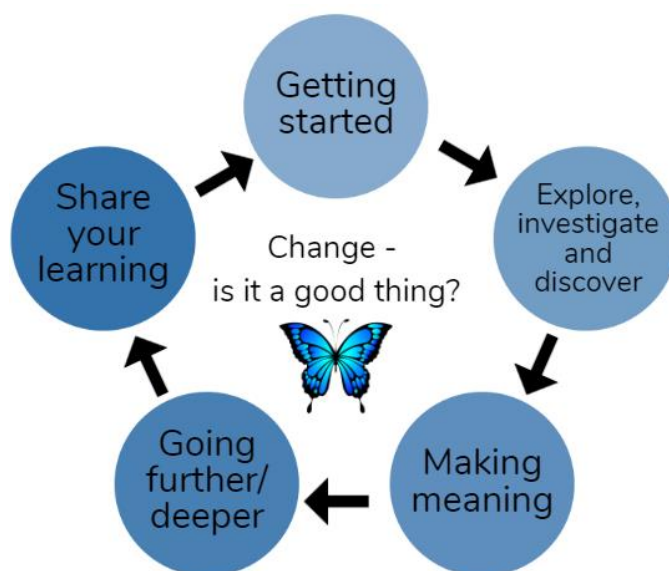 Getting
started
Explore,
investigate
and
discover
Making
meaning
Going
further/
deeper
Share
your
learning
Change -
is it a good thing?